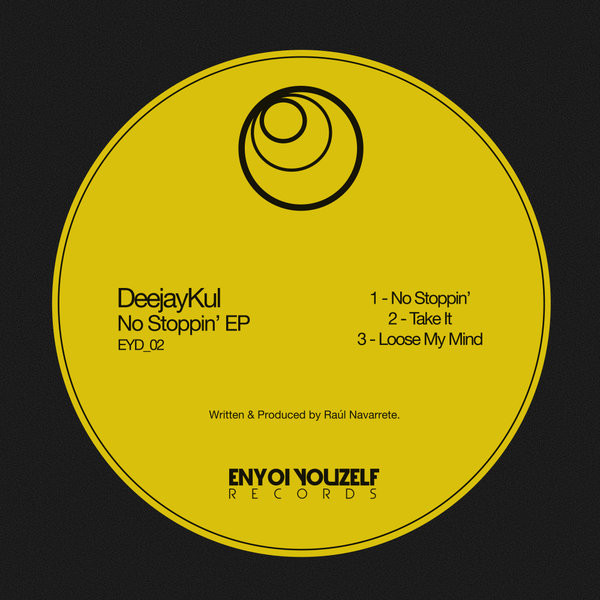 DeejayKul
No Stoppin’ EP
EYD_02
1 - No Stoppin’
2 - Take It
3 - Loose My Mind
Written & Produced by Raúl Navarrete.
ENYOI YOUZELF
RECORDS